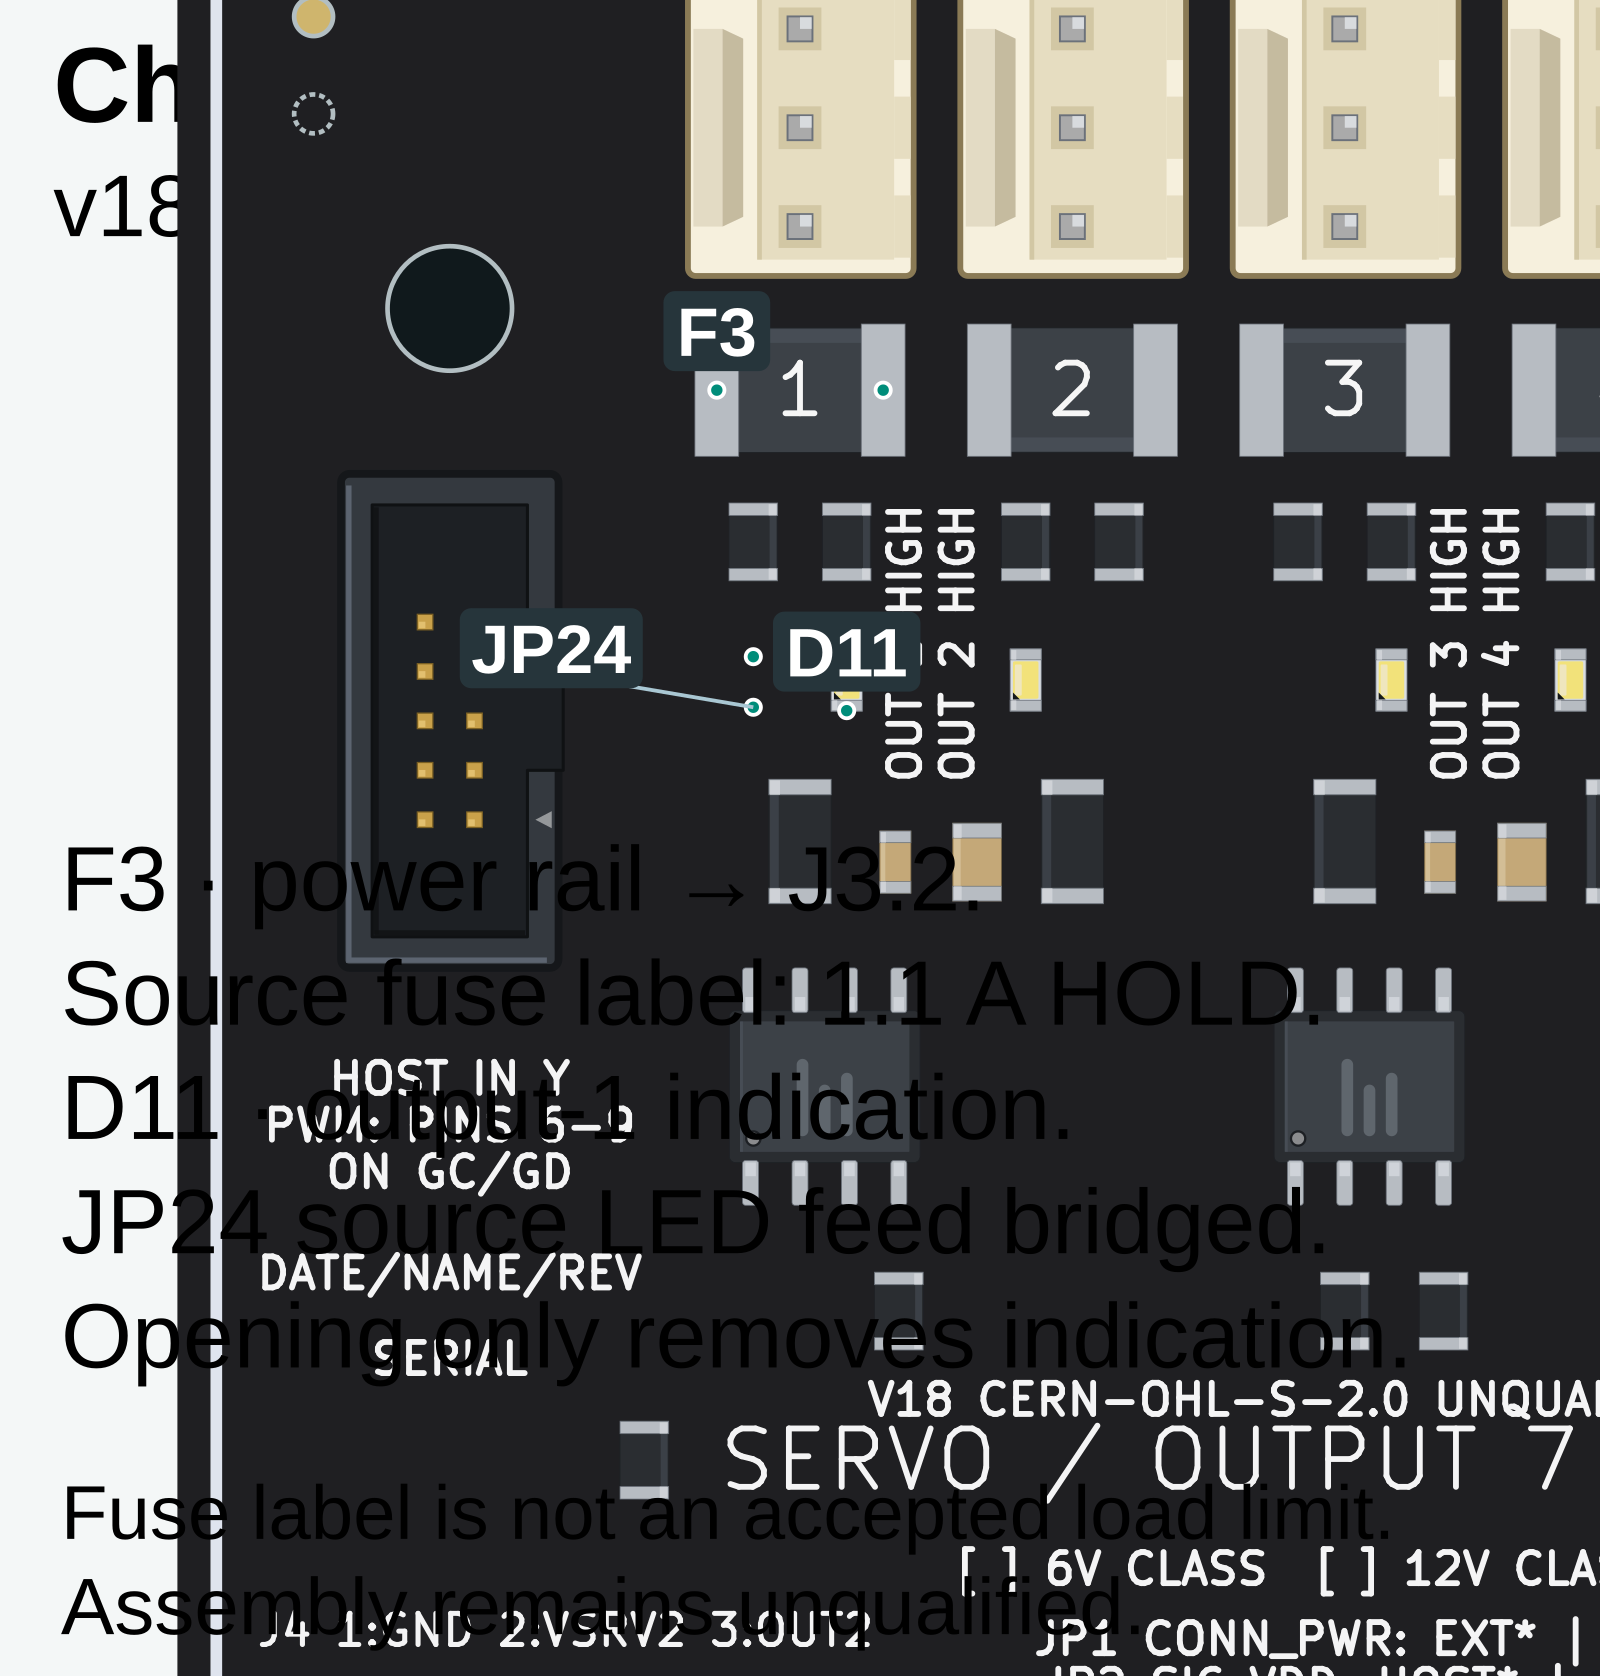 Ch
v18
F3
1
2
3
OUT 1 HIGH
OUT 2 HIGH
OUT 3 HIGH
OUT 4 HIGH
JP24
D11
F3 · power rail → J3.2.
Source fuse label: 1.1 A HOLD.
HOST IN Y
D11 · output-1 indication.
PWM: PINS 6-9
ON GC/GD
JP24 source LED feed bridged.
DATE/NAME/REV
Opening only removes indication.
SERIAL
V18 CERN-OHL-S-2.0
SERVO / OUTPUT 7
Fuse label is not an accepted load limit.
[ ] 6V CLASS [ ] 12V
Assembly remains unqualified.
J4 1:GND 2:VSRV2 3.OUT2
JP1 CONN_PWR: EXT* |